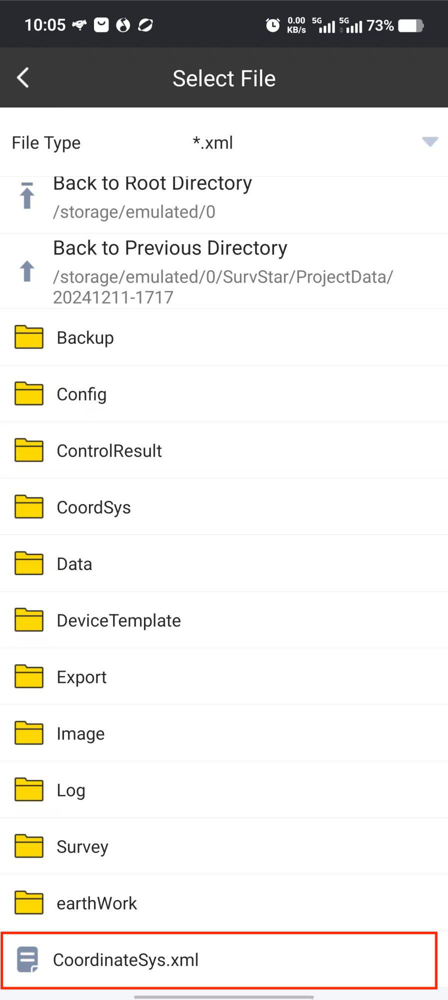 10:05
0.00
KB/s
5G
5G
73%
Select File
File Type
*.xml
Back to Root Directory
/storage/emulated/0
Back to Previous Directory
/storage/emulated/0/SurvStar/ProjectData/
20241211-1717
Backup
Config
ControlResult
CoordSys
Data
DeviceTemplate
Export
Image
Log
Survey
earthWork
CoordinateSys.xml